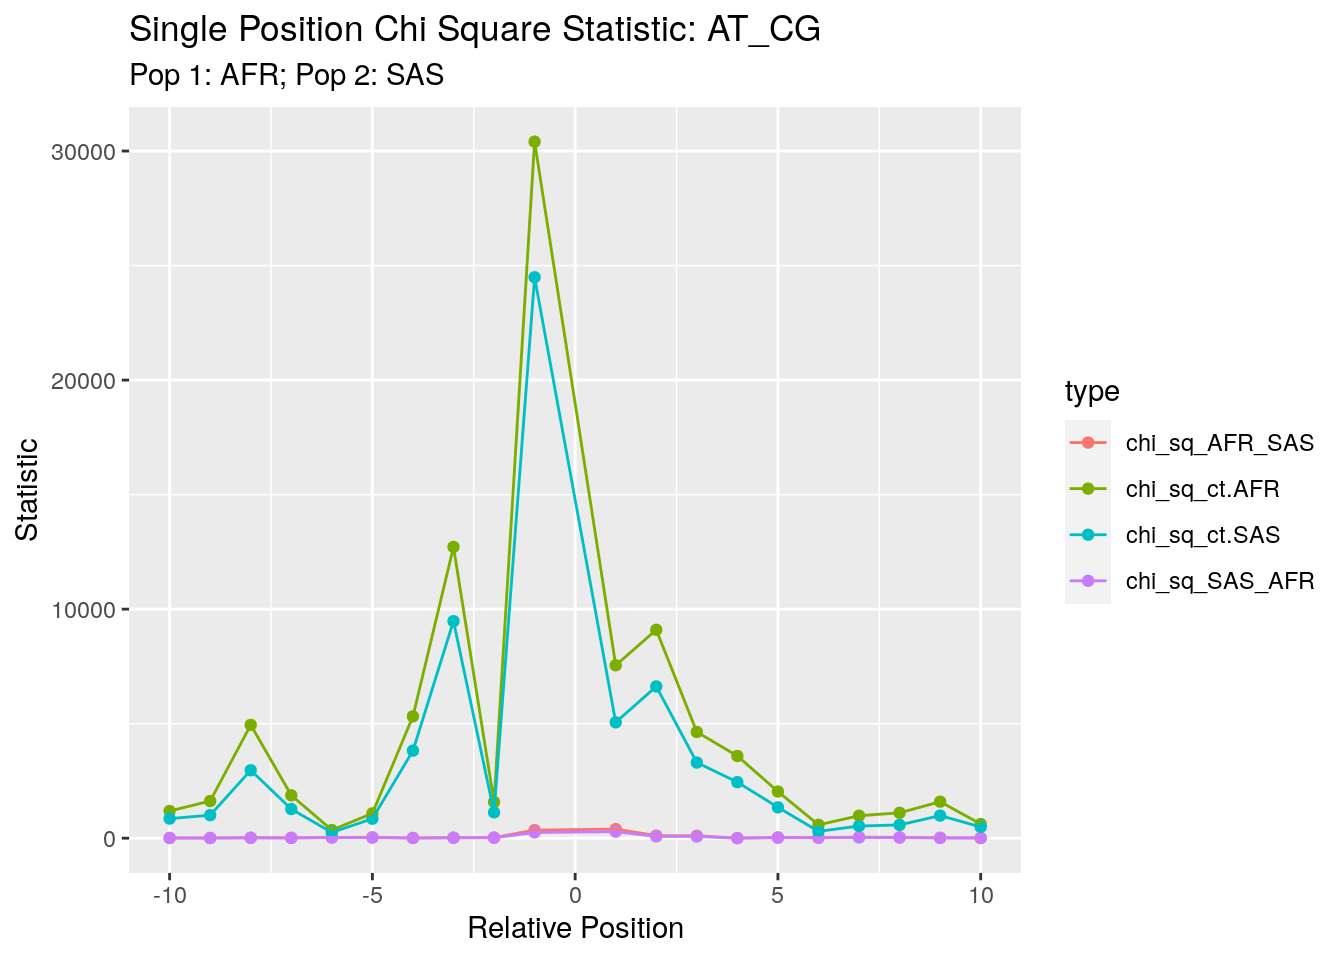 Single Position Chi Square Statistic: AT_CG
Pop 1: AFR; Pop 2: SAS
30000
20000
10000
0
Statistic
-10 -5 0 5 10
Relative Position
type
chi_sq_AFR_SAS
chi_sq_ct.AFR
chi_sq_ct.SAS
chi_sq_SAS_AFR